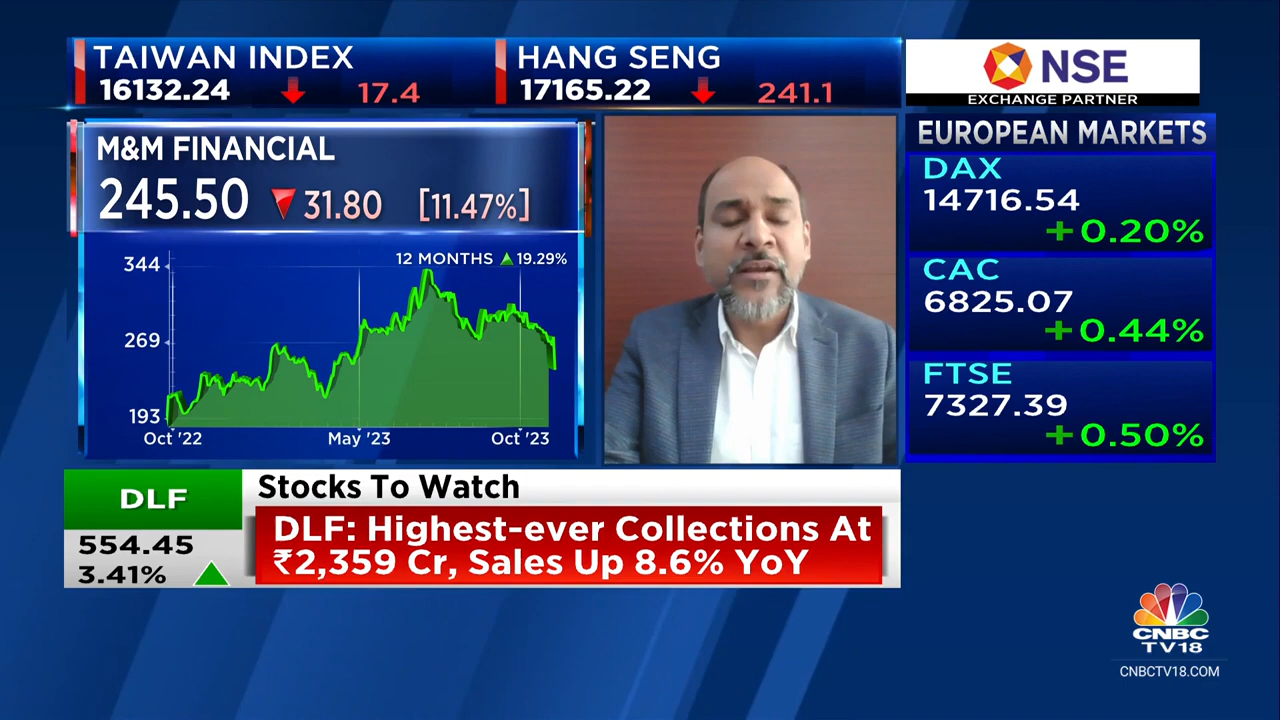 TAIWAN INDEX
16132.24 17.4
HANG SENG
17165.22 241.1
NSE
EXCHANGE PARTNER
M&M FINANCIAL
245.50 31.80 [11.47%]
12 MONTHS 19.29%
344
269
193
Oct '22 May '23 Oct '23
EUROPEAN MARKETS
DAX
14716.54
+0.20%
CAC
6825.07
+0.44%
FTSE
7327.39
+0.50%
DLF
554.45
3.41%
Stocks To Watch
DLF: Highest-ever Collections At
₹2,359 Cr, Sales Up 8.6% YoY
CNBC
TV18
CNBCTV18.COM